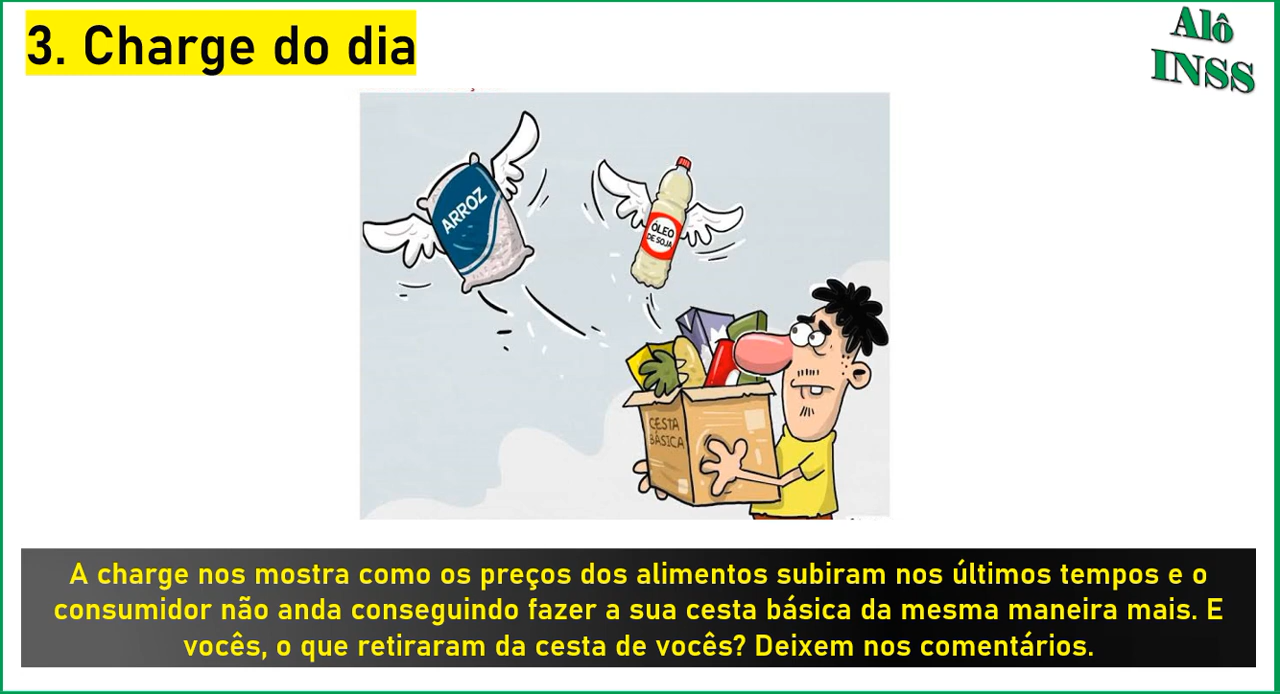 3. Charge do dia
Alô
INSS
ARROZ
ÓLEO
DE SOJA
CESTA
BÁSICA
A charge nos mostra como os preços dos alimentos subiram nos últimos tempos e o
consumidor não anda conseguindo fazer a sua cesta básica da mesma maneira mais. E
vocês, o que retiraram da cesta de vocês? Deixem nos comentários.